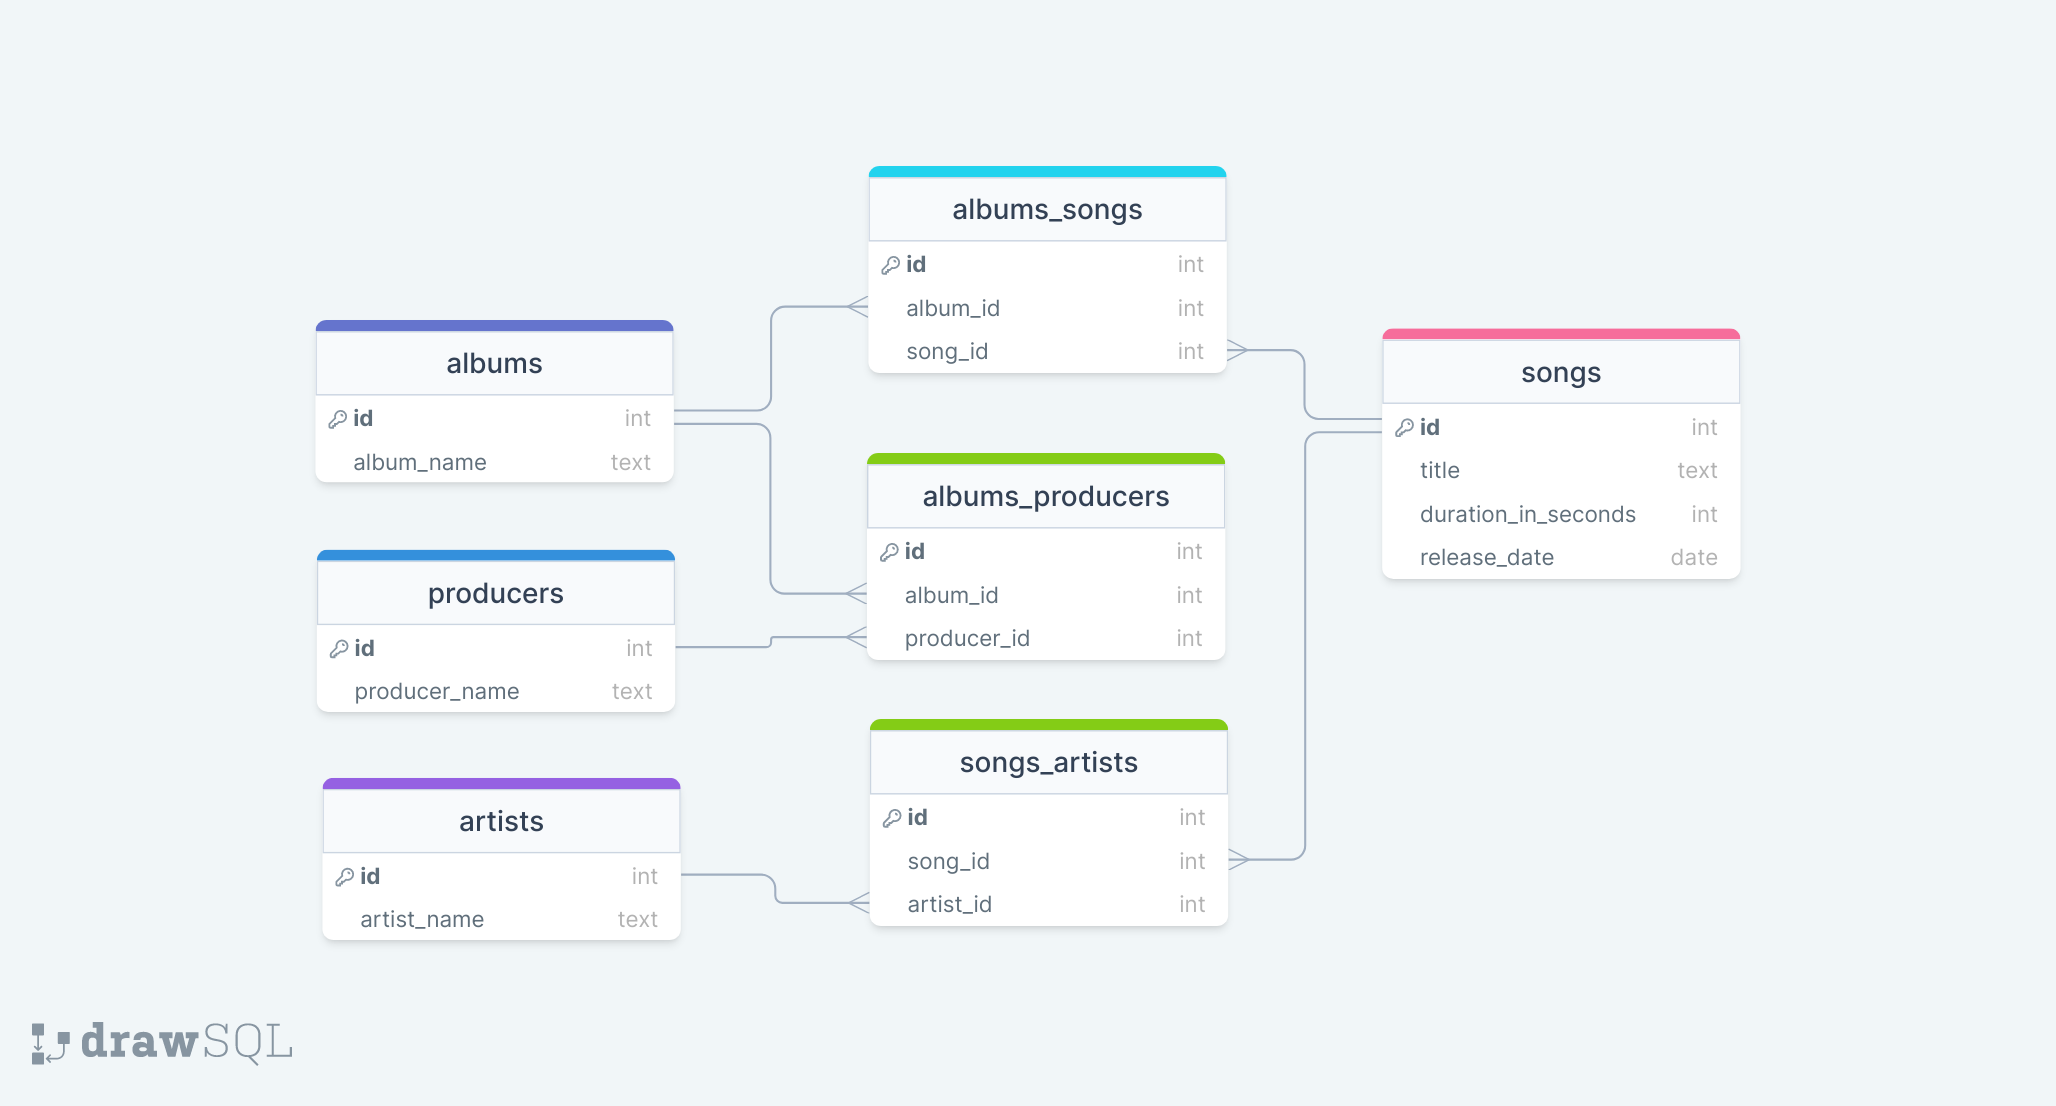 albums_songs
id int
album_id int
song_id int
albums
id int
album_name text
songs
id int
title text
duration_in_seconds int
release_date date
albums_producers
id int
album_id int
producer_id int
producers
id int
producer_name text
songs_artists
id int
song_id int
artist_id int
artists
id int
artist_name text
drawSQL